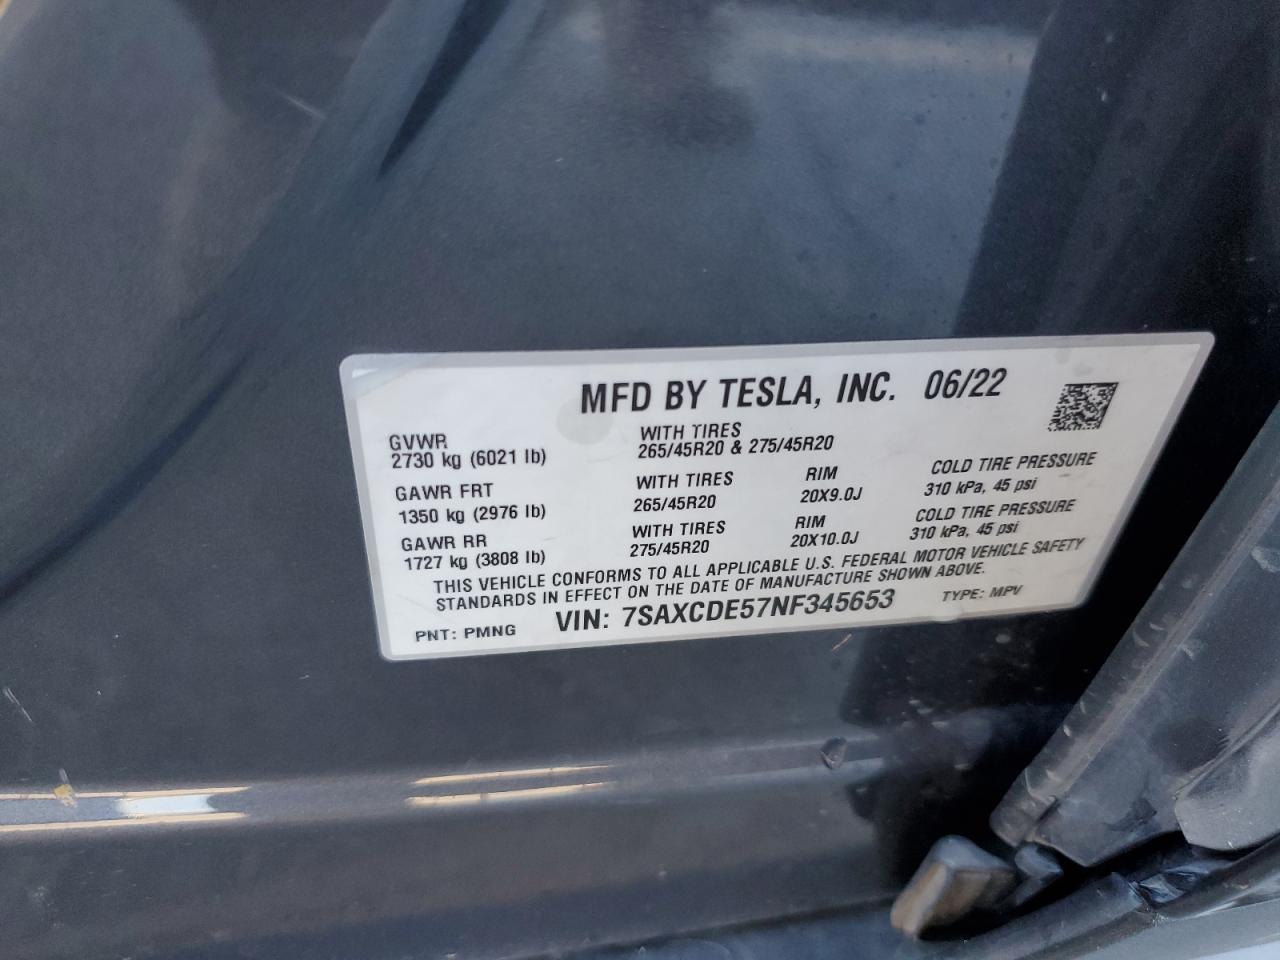 MFD BY TESLA, INC. 06/22
GVWR
2730 kg (6021 lb)
WITH TIRES
265/45R20 & 275/45R20
GAWR FRT
1350 kg (2976 lb)
WITH TIRES
265/45R20
RIM
20X9.0J
COLD TIRE PRESSURE
310 kPa, 45 psi
GAWR RR
1727 kg (3808 lb)
WITH TIRES
275/45R20
RIM
20X10.0J
COLD TIRE PRESSURE
310 kPa, 45 psi
THIS VEHICLE CONFORMS TO ALL APPLICABLE U.S. FEDERAL MOTOR VEHICLE SAFETY
STANDARDS IN EFFECT ON THE DATE OF MANUFACTURE SHOWN ABOVE.
PNT: PMNG VIN: 7SAXCDE57NF345653 TYPE: MPV